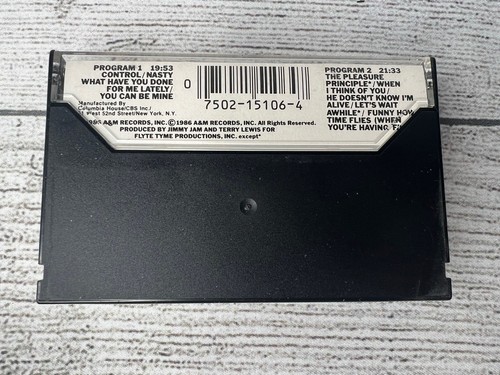 PROGRAM 1 19:53
CONTROL/NASTY
WHAT HAVE YOU DONE
FOR ME LATELY/
YOU CAN BE MINE
Manufactured By
Columbia House/CBS Inc./
West 52nd Street/New York, N.Y.
0
7502-15106-4
PROGRAM 2 21:33
THE PLEASURE
PRINCIPLE*/WHEN
I THINK OF YOU/
HE DOESN'T KNOW I'M
ALIVE/LET'S WAIT
AWHILE*/ FUNNY HOW
TIME FLIES (WHEN
YOU'RE HAVING
A&M RECORDS, INC. Ⓒ1986 A&M RECORDS, INC. All Rights Reserved.
PRODUCED BY JIMMY JAM AND TERRY LEWIS FOR
FLYTE TYME PRODUCTIONS, INC. except*